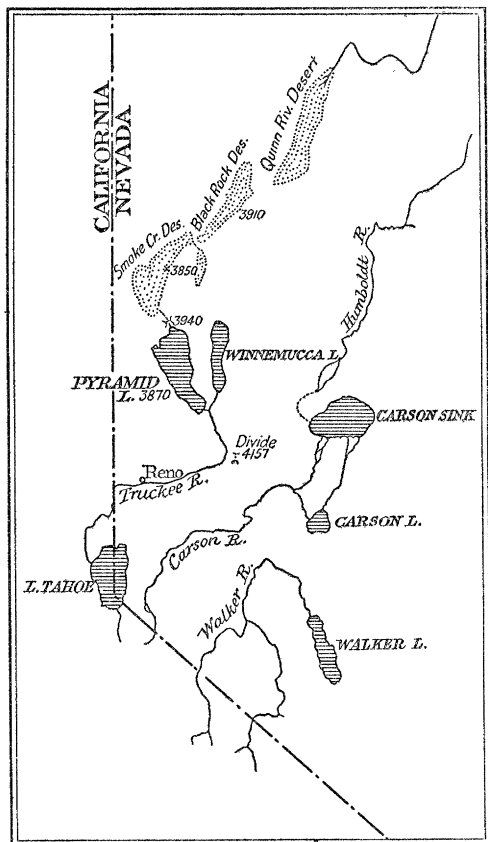 CALIFORNIA
NEVADA
Quinn Riv. Desert
Black Rock Des.
3910
Smoke Cr. Des.
3850
3940
Humboldt R.
WINNEMUCCA L
PYRAMID
L. 3870
CARSON SINK
Divide
4157
Reno
Truckee R.
CARSON L.
Carson R.
L. TAHOE
Walker R.
WALKER L.